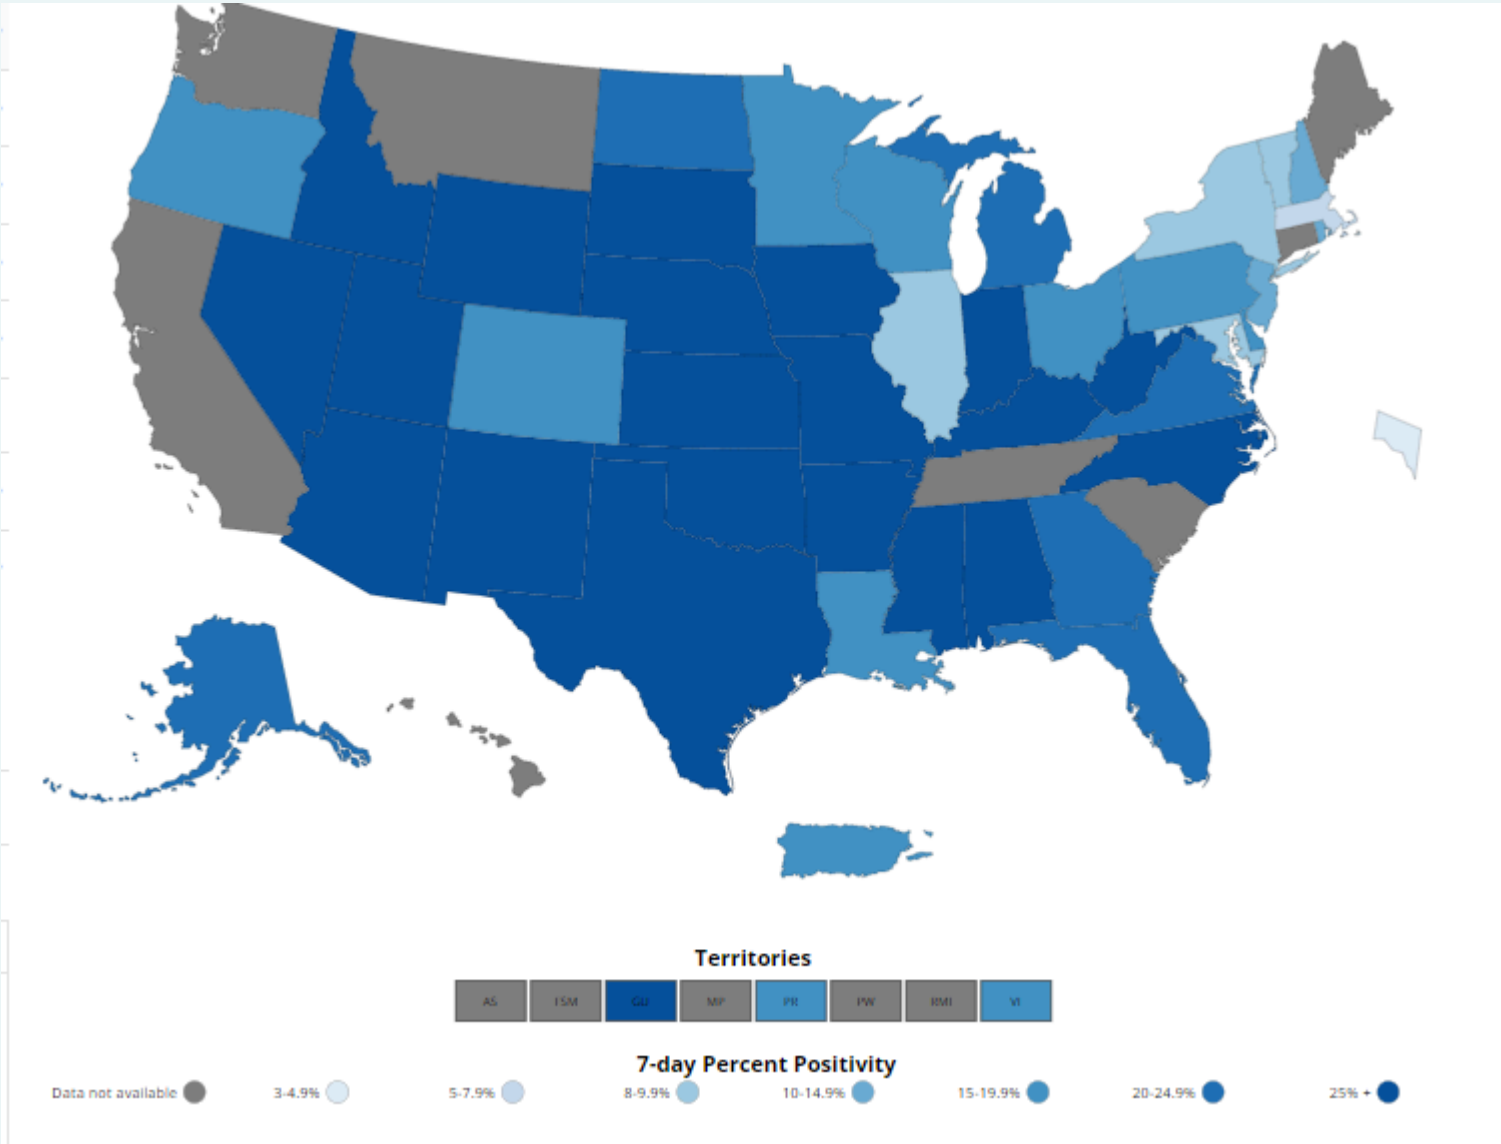 Territories
AS FSM GU MP PR PW RMI VI
7-day Percent Positivity
Data not available 3-4.9% 5-7.9% 8-9.9% 10-14.9% 15-19.9% 20-24.9% 25% +